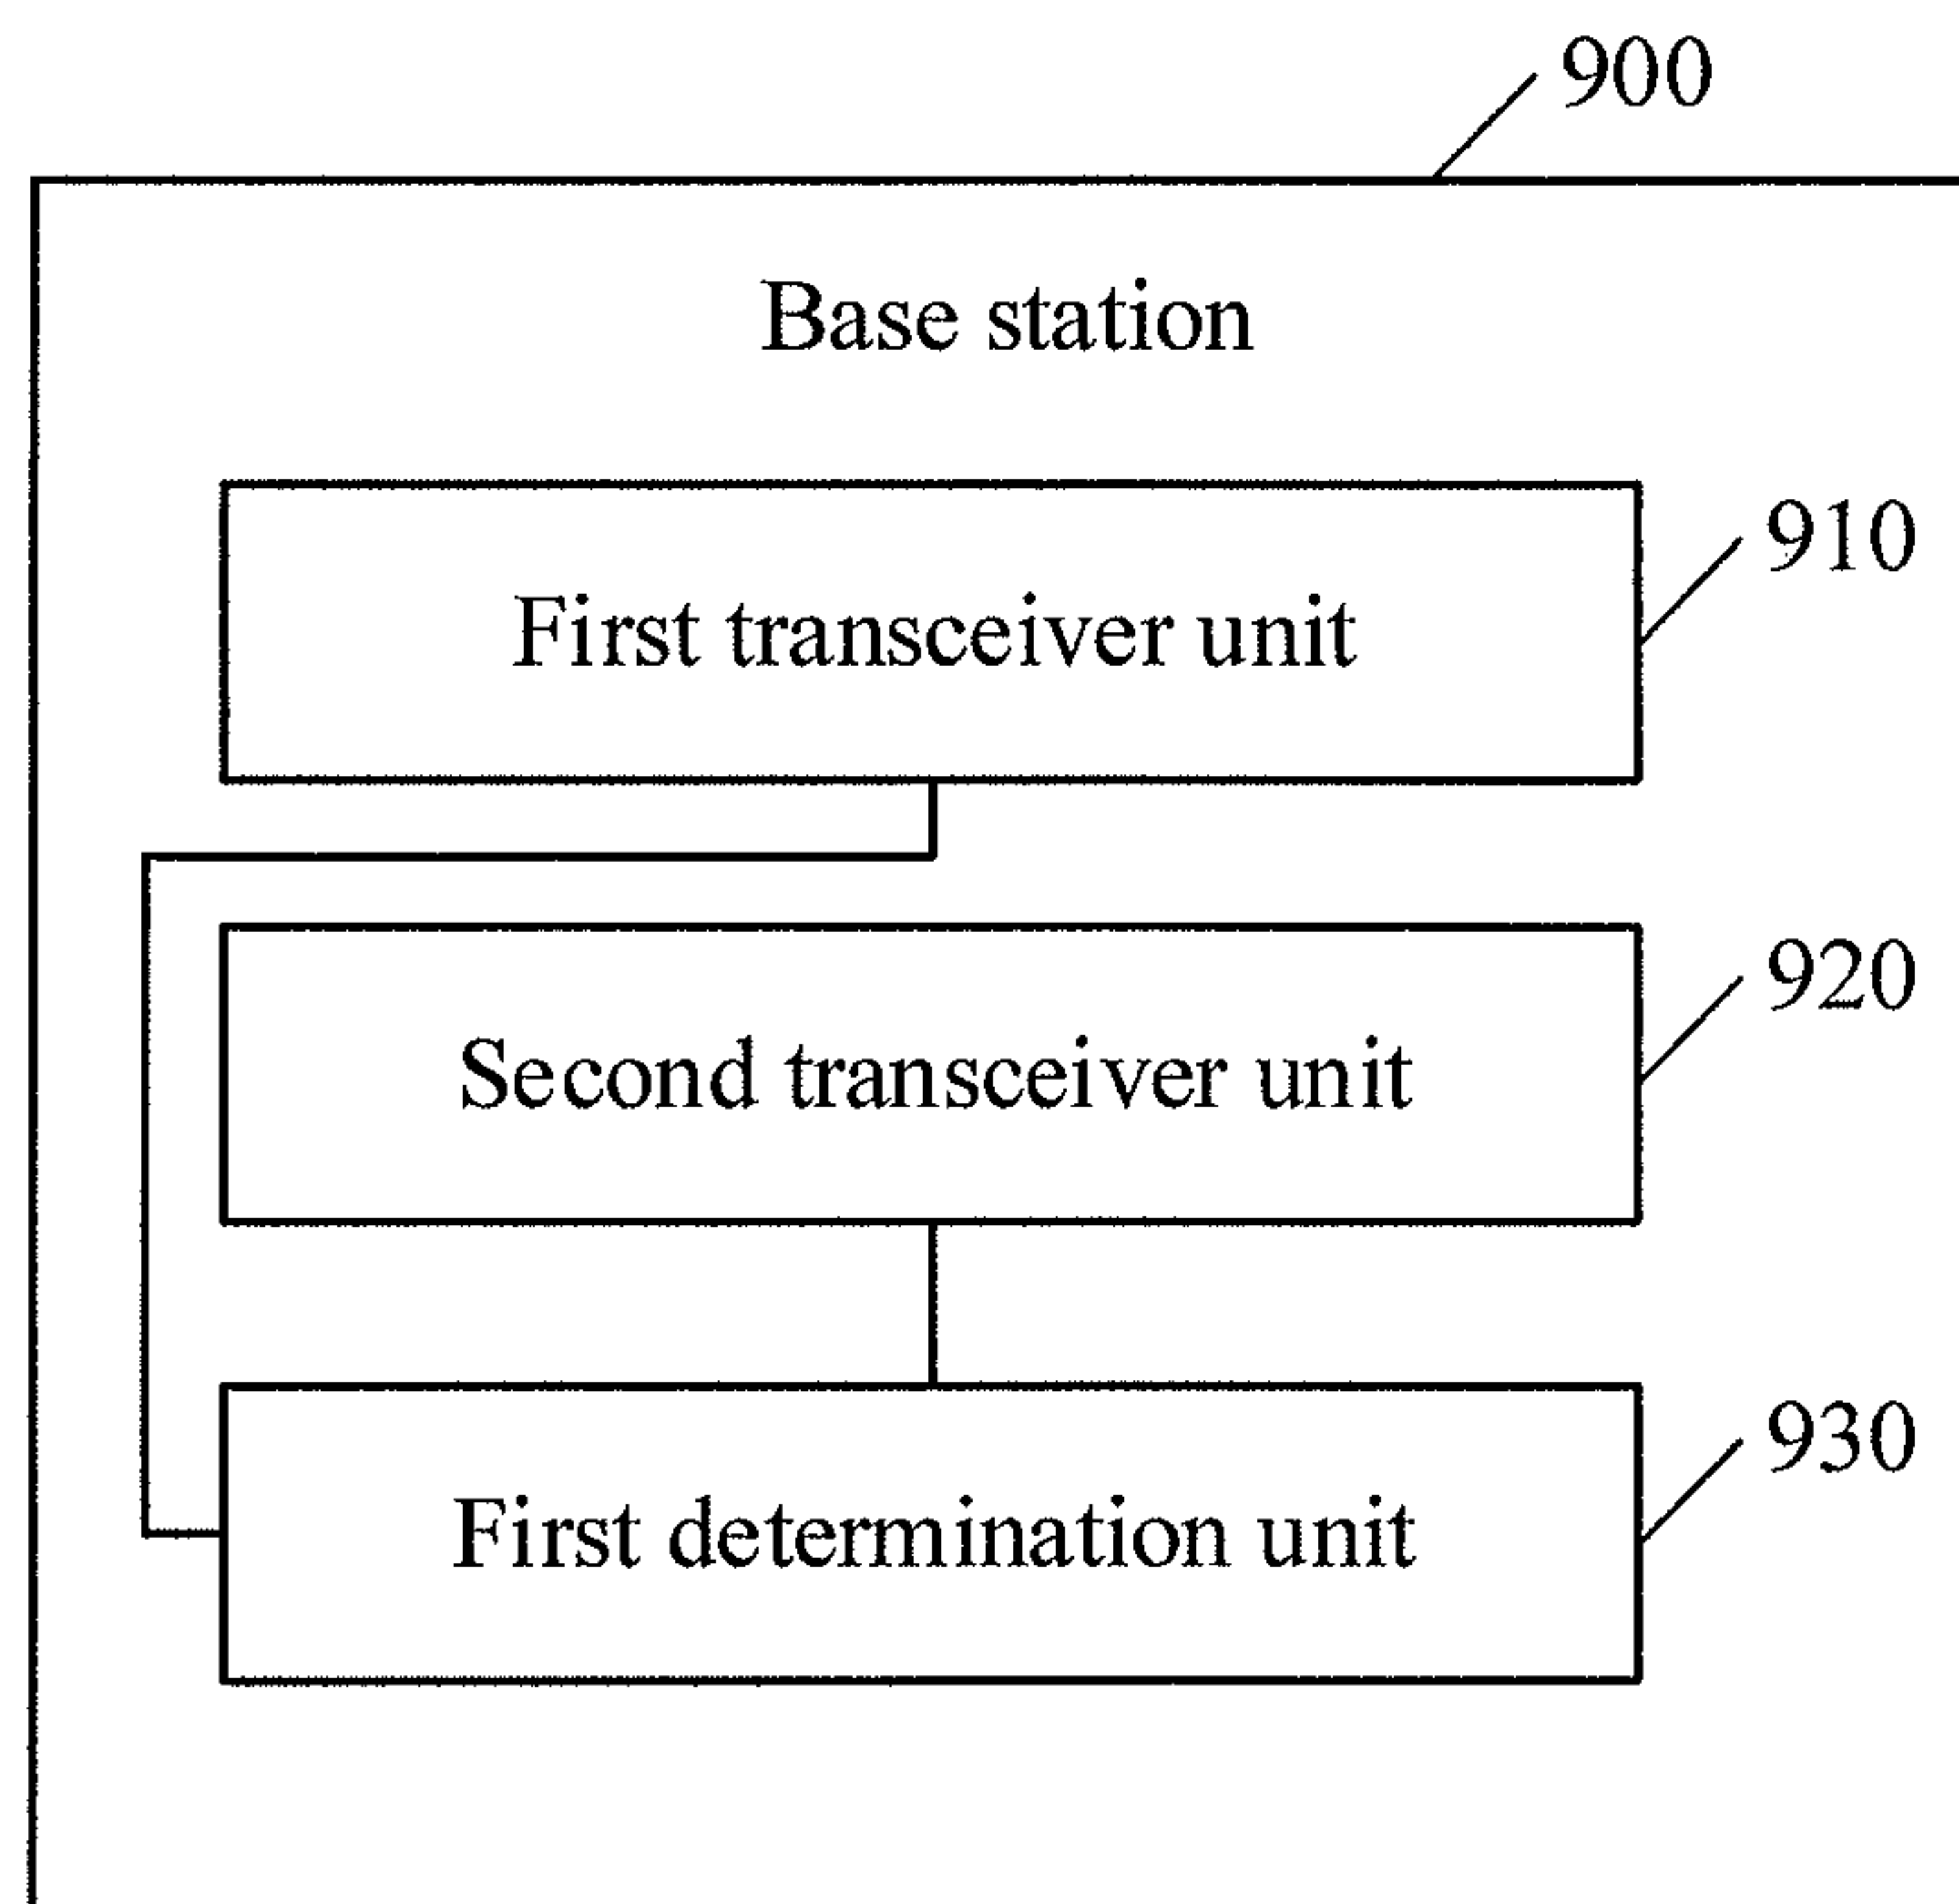 900
Base station
910
First transceiver unit
920
Second transceiver unit
930
First determination unit